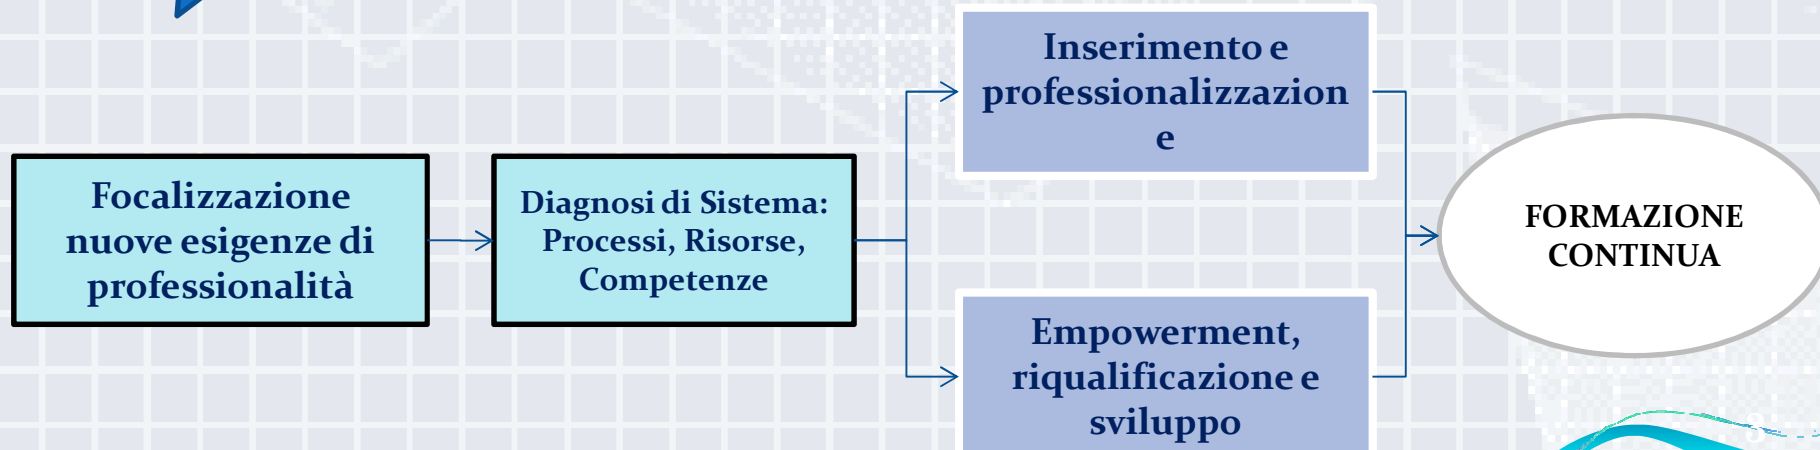 Focalizzazione
nuove esigenze di
professionalità
Diagnosi di Sistema:
Processi, Risorse,
Competenze
Inserimento e
professionalizzazion
e
Empowerment,
riqualificazione e
sviluppo
FORMAZIONE
CONTINUA